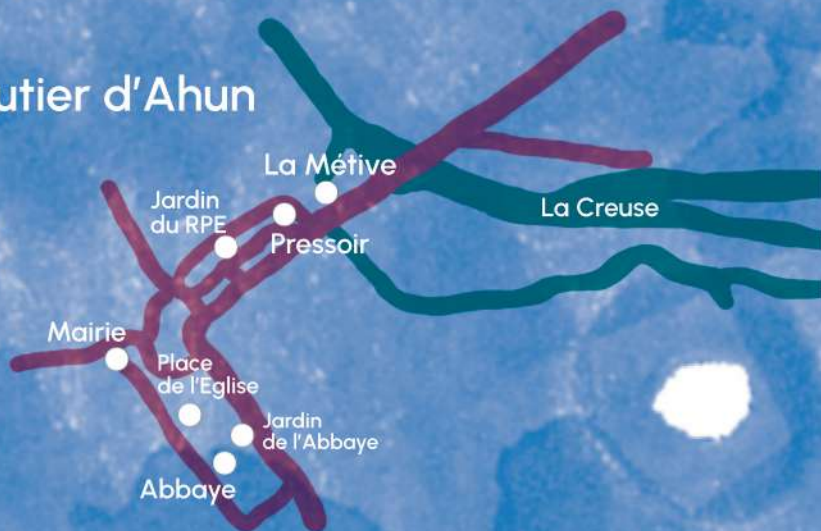 utier d'Ahun
La Métive
Jardin
du RPE
La Creuse
Pressoir
Mairie
Place
de l'Eglise
Jardin
de l'Abbaye
Abbaye